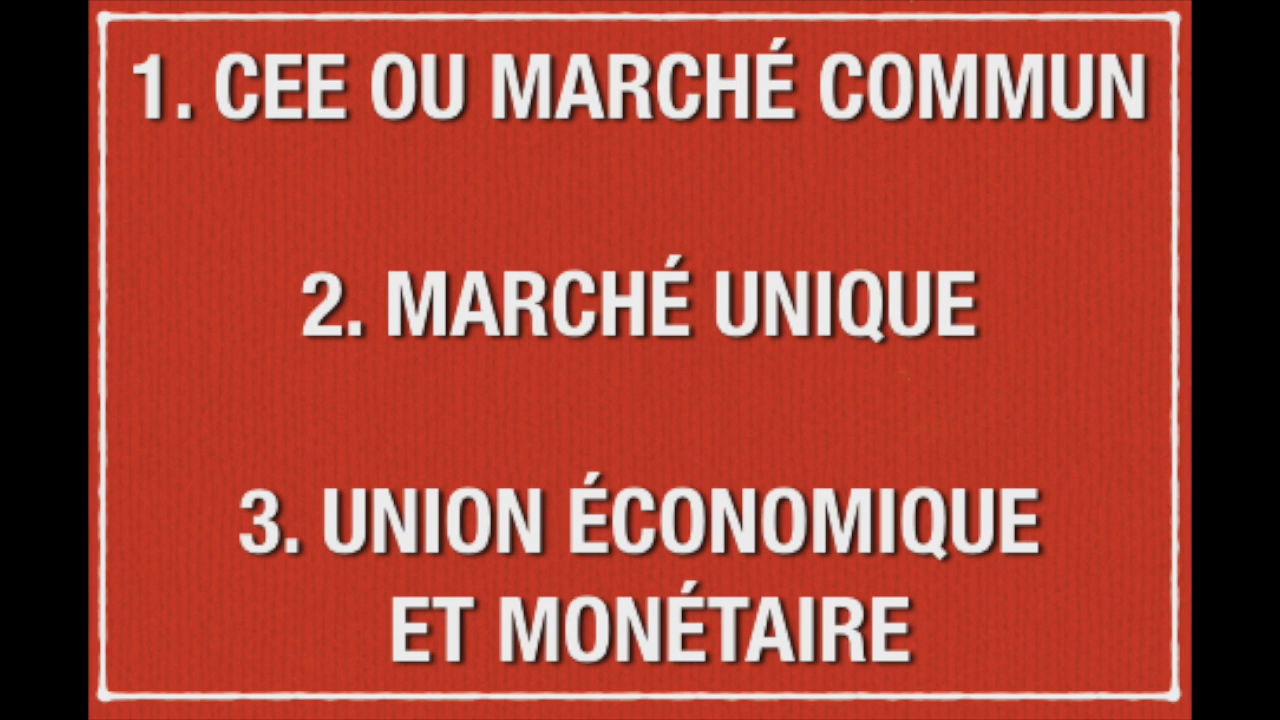 1. CEE OU MARCHÉ COMMUN
2. MARCHÉ UNIQUE
3. UNION ÉCONOMIQUE
ET MONÉTAIRE